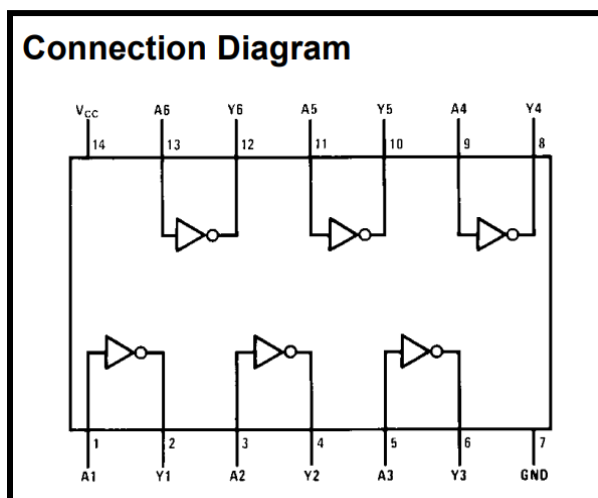 Connection Diagram
VCC A6 Y6 A5 Y5 A4 Y4
14 13 12 11 10 9 8
1 2 3 4 5 6 7
A1 Y1 A2 Y2 A3 Y3 GND